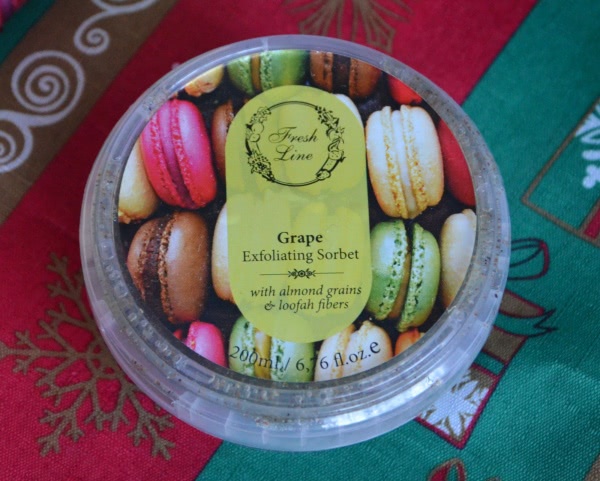 Fresh
Line
Grape
Exfoliating Sorbet
with almond grains
& loofah fibers
200ml / 6,76 fl.oz.e